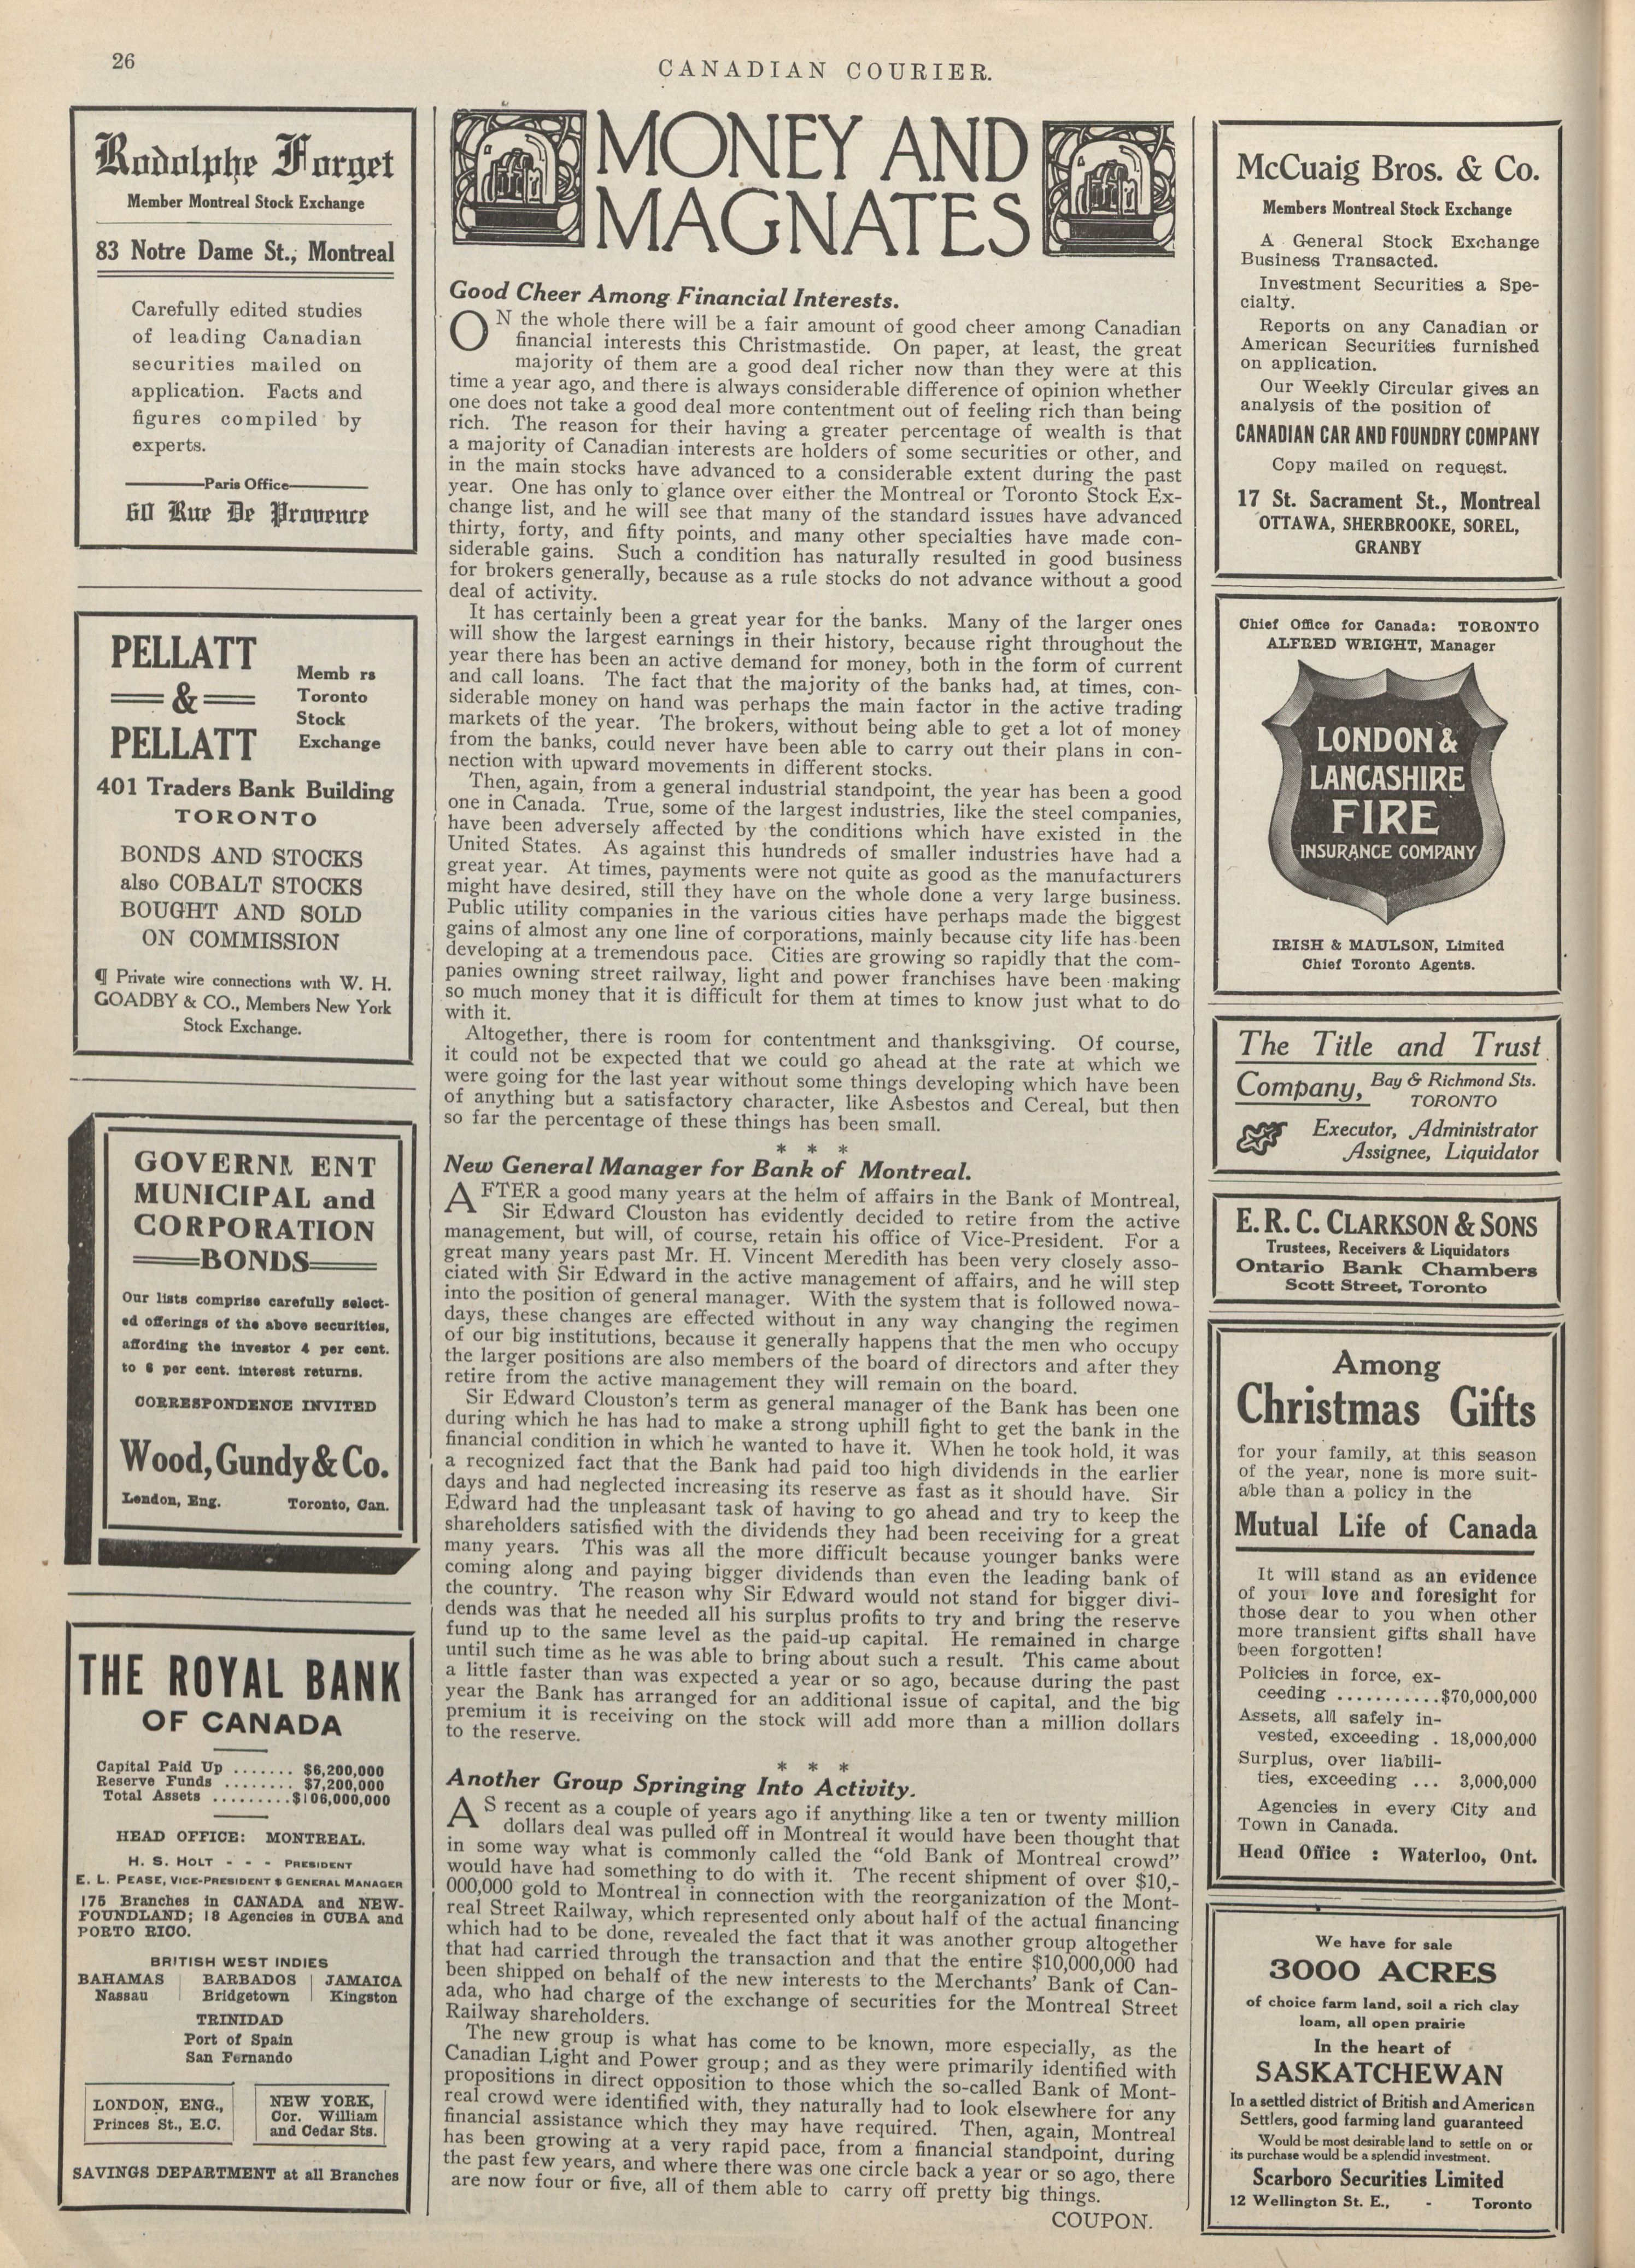 26
CANADIAN COURIER.
Rodolphe Forget
Member Montreal Stock Exchange
83 Notre Dame St., Montreal
Carefully edited studies
of leading Canadian
securities mailed on
application. Facts and
figures compiled by
experts.
Paris Office
60 Rue De Provence
PELLATT
&
PELLATT
Memb rs
Toronto
Stock
Exchange
401 Traders Bank Building
TORONTO
BONDS AND STOCKS
also COBALT STOCKS
BOUGHT AND SOLD
ON COMMISSION
¶ Private wire connections with W. H.
GOADBY & CO., Members New York
Stock Exchange.
GOVERNM ENT
MUNICIPAL and
CORPORATION
BONDS
Our lists comprise carefully select-
ed offerings of the above securities,
affording the investor 4 per cent.
to 6 per cent. interest returns.
CORRESPONDENCE INVITED
Wood, Gundy & Co.
London, Eng. Toronto, Can.
THE ROYAL BANK
OF CANADA
Capital Paid Up ....... $6,200,000
Reserve Funds ........ $7,200,000
Total Assets .........$106,000,000
HEAD OFFICE: MONTREAL.
H. S. HOLT - - - PRESIDENT
E. L. PEASE, VICE-PRESIDENT & GENERAL MANAGER
175 Branches in CANADA and NEW-
FOUNDLAND; 18 Agencies in CUBA and
PORTO RICO.
BRITISH WEST INDIES
BAHAMAS BARBADOS JAMAICA
Nassau Bridgetown Kingston
TRINIDAD
Port of Spain
San Fernando
LONDON, ENG.,
Princes St., E.C.
NEW YORK,
Cor. William
and Cedar Sts.
SAVINGS DEPARTMENT at all Branches
MONEY AND
MAGNATES
Good Cheer Among Financial Interests.
ON the whole there will be a fair amount of good cheer among Canadian
financial interests this Christmastide. On paper, at least, the great
majority of them are a good deal richer now than they were at this
time a year ago, and there is always considerable difference of opinion whether
one does not take a good deal more contentment out of feeling rich than being
rich. The reason for their having a greater percentage of wealth is that
a majority of Canadian interests are holders of some securities or other, and
in the main stocks have advanced to a considerable extent during the past
year. One has only to glance over either the Montreal or Toronto Stock Ex-
change list, and he will see that many of the standard issues have advanced
thirty, forty, and fifty points, and many other specialties have made con-
siderable gains. Such a condition has naturally resulted in good business
for brokers generally, because as a rule stocks do not advance without a good
deal of activity.
It has certainly been a great year for the banks. Many of the larger ones
will show the largest earnings in their history, because right throughout the
year there has been an active demand for money, both in the form of current
and call loans. The fact that the majority of the banks had, at times, con-
siderable money on hand was perhaps the main factor in the active trading
markets of the year. The brokers, without being able to get a lot of money
from the banks, could never have been able to carry out their plans in con-
nection with upward movements in different stocks.
Then, again, from a general industrial standpoint, the year has been a good
one in Canada. True, some of the largest industries, like the steel companies,
have been adversely affected by the conditions which have existed in the
United States. As against this hundreds of smaller industries have had a
great year. At times, payments were not quite as good as the manufacturers
might have desired, still they have on the whole done a very large business.
Public utility companies in the various cities have perhaps made the biggest
gains of almost any one line of corporations, mainly because city life has been
developing at a tremendous pace. Cities are growing so rapidly that the com-
panies owning street railway, light and power franchises have been making
so much money that it is difficult for them at times to know just what to do
with it.
Altogether, there is room for contentment and thanksgiving. Of course,
it could not be expected that we could go ahead at the rate at which we
were going for the last year without some things developing which have been
of anything but a satisfactory character, like Asbestos and Cereal, but then
so far the percentage of these things has been small.
* * *
New General Manager for Bank of Montreal.
AFTER a good many years at the helm of affairs in the Bank of Montreal,
Sir Edward Clouston has evidently decided to retire from the active
management, but will, of course, retain his office of Vice-President. For a
great many years past Mr. H. Vincent Meredith has been very closely asso-
ciated with Sir Edward in the active management of affairs, and he will step
into the position of general manager. With the system that is followed nowa-
days, these changes are effected without in any way changing the regimen
of our big institutions, because it generally happens that the men who occupy
the larger positions are also members of the board of directors and after they
retire from the active management they will remain on the board.
Sir Edward Clouston's term as general manager of the Bank has been one
during which he has had to make a strong uphill fight to get the bank in the
financial condition in which he wanted to have it. When he took hold, it was
a recognized fact that the Bank had paid too high dividends in the earlier
days and had neglected increasing its reserve as fast as it should have. Sir
Edward had the unpleasant task of having to go ahead and try to keep the
shareholders satisfied with the dividends they had been receiving for a great
many years. This was all the more difficult because younger banks were
coming along and paying bigger dividends than even the leading bank of
the country. The reason why Sir Edward would not stand for bigger divi-
dends was that he needed all his surplus profits to try and bring the reserve
fund up to the same level as the paid-up capital. He remained in charge
until such time as he was able to bring about such a result. This came about
a little faster than was expected a year or so ago, because during the past
year the Bank has arranged for an additional issue of capital, and the big
premium it is receiving on the stock will add more than a million dollars
to the reserve.
* * *
Another Group Springing Into Activity.
AS recent as a couple of years ago if anything like a ten or twenty million
dollars deal was pulled off in Montreal it would have been thought that
in some way what is commonly called the "old Bank of Montreal crowd"
would have had something to do with it. The recent shipment of over $10,-
000,000 gold to Montreal in connection with the reorganization of the Mont-
real Street Railway, which represented only about half of the actual financing
which had to be done, revealed the fact that it was another group altogether
that had carried through the transaction and that the entire $10,000,000 had
been shipped on behalf of the new interests to the Merchants' Bank of Can-
ada, who had charge of the exchange of securities for the Montreal Street
Railway shareholders.
The new group is what has come to be known, more especially, as the
Canadian Light and Power group; and as they were primarily identified with
propositions in direct opposition to those which the so-called Bank of Mont-
real crowd were identified with, they naturally had to look elsewhere for any
financial assistance which they may have required. Then, again, Montreal
has been growing at a very rapid pace, from a financial standpoint, during
the past few years, and where there was one circle back a year or so ago, there
are now four or five, all of them able to carry off pretty big things.
COUPON.
McCuaig Bros. & Co.
Members Montreal Stock Exchange
A General Stock Exchange
Business Transacted.
Investment Securities a Spe-
cialty.
Reports on any Canadian or
American Securities furnished
on application.
Our Weekly Circular gives an
analysis of the position of
CANADIAN CAR AND FOUNDRY COMPANY
Copy mailed on request.
17 St. Sacrament St., Montreal
OTTAWA, SHERBROOKE, SOREL,
GRANBY
Chief Office for Canada: TORONTO
ALFRED WRIGHT, Manager
LONDON &
LANCASHIRE
FIRE
INSURANCE COMPANY
IRISH & MAULSON, Limited
Chief Toronto Agents.
The Title and Trust
Company, Bay & Richmond Sts.
TORONTO
Executor, Administrator
Assignee, Liquidator
E. R. C. CLARKSON & SONS
Trustees, Receivers & Liquidators
Ontario Bank Chambers
Scott Street, Toronto
Among
Christmas Gifts
for your family, at this season
of the year, none is more suit-
able than a policy in the
Mutual Life of Canada
It will stand as an evidence
of your love and foresight for
those dear to you when other
more transient gifts shall have
been forgotten!
Policies in force, ex-
ceeding ...........$70,000,000
Assets, all safely in-
vested, exceeding . 18,000,000
Surplus, over liabili-
ties, exceeding ... 3,000,000
Agencies in every City and
Town in Canada.
Head Office : Waterloo, Ont.
We have for sale
3000 ACRES
of choice farm land, soil a rich clay
loam, all open prairie
In the heart of
SASKATCHEWAN
In a settled district of British and American
Settlers, good farming land guaranteed
Would be most desirable land to settle on or
its purchase would be a splendid investment.
Scarboro Securities Limited
12 Wellington St. E., - Toronto